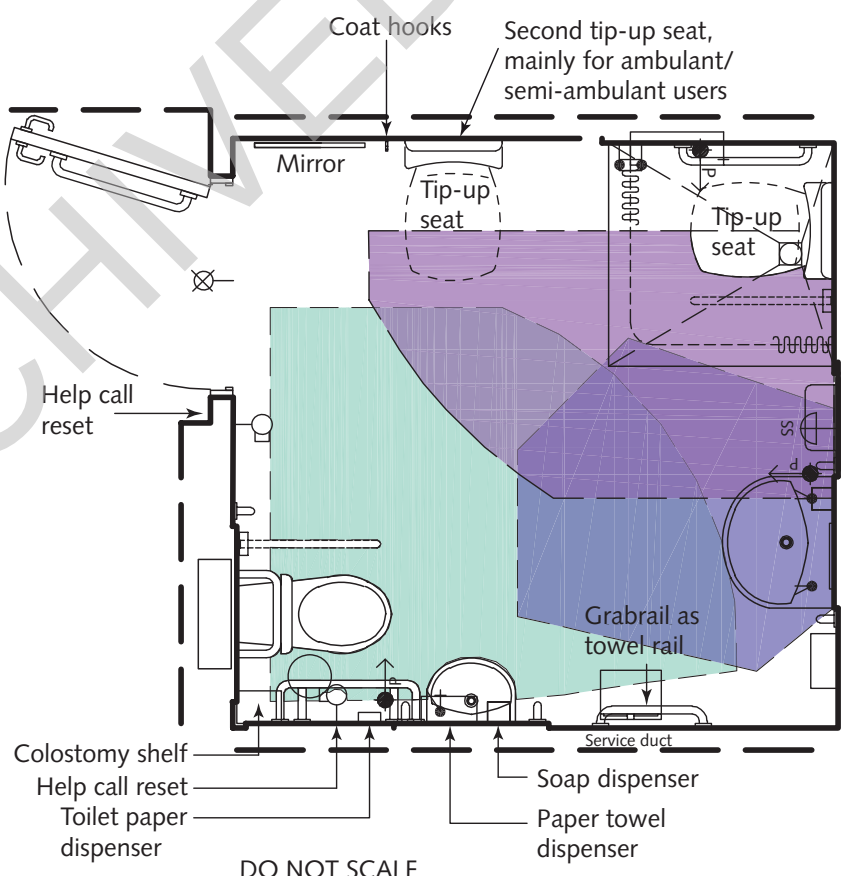 CHIVED
Coat hooks
Second tip-up seat,
mainly for ambulant/
semi-ambulant users
Mirror
Tip-up
seat
P
Tip-up
seat
Help call
reset
SS
P
Grabrail as
towel rail
P
Service duct
Colostomy shelf
Help call reset
Toilet paper
dispenser
Soap dispenser
Paper towel
dispenser
DO NOT SCALE